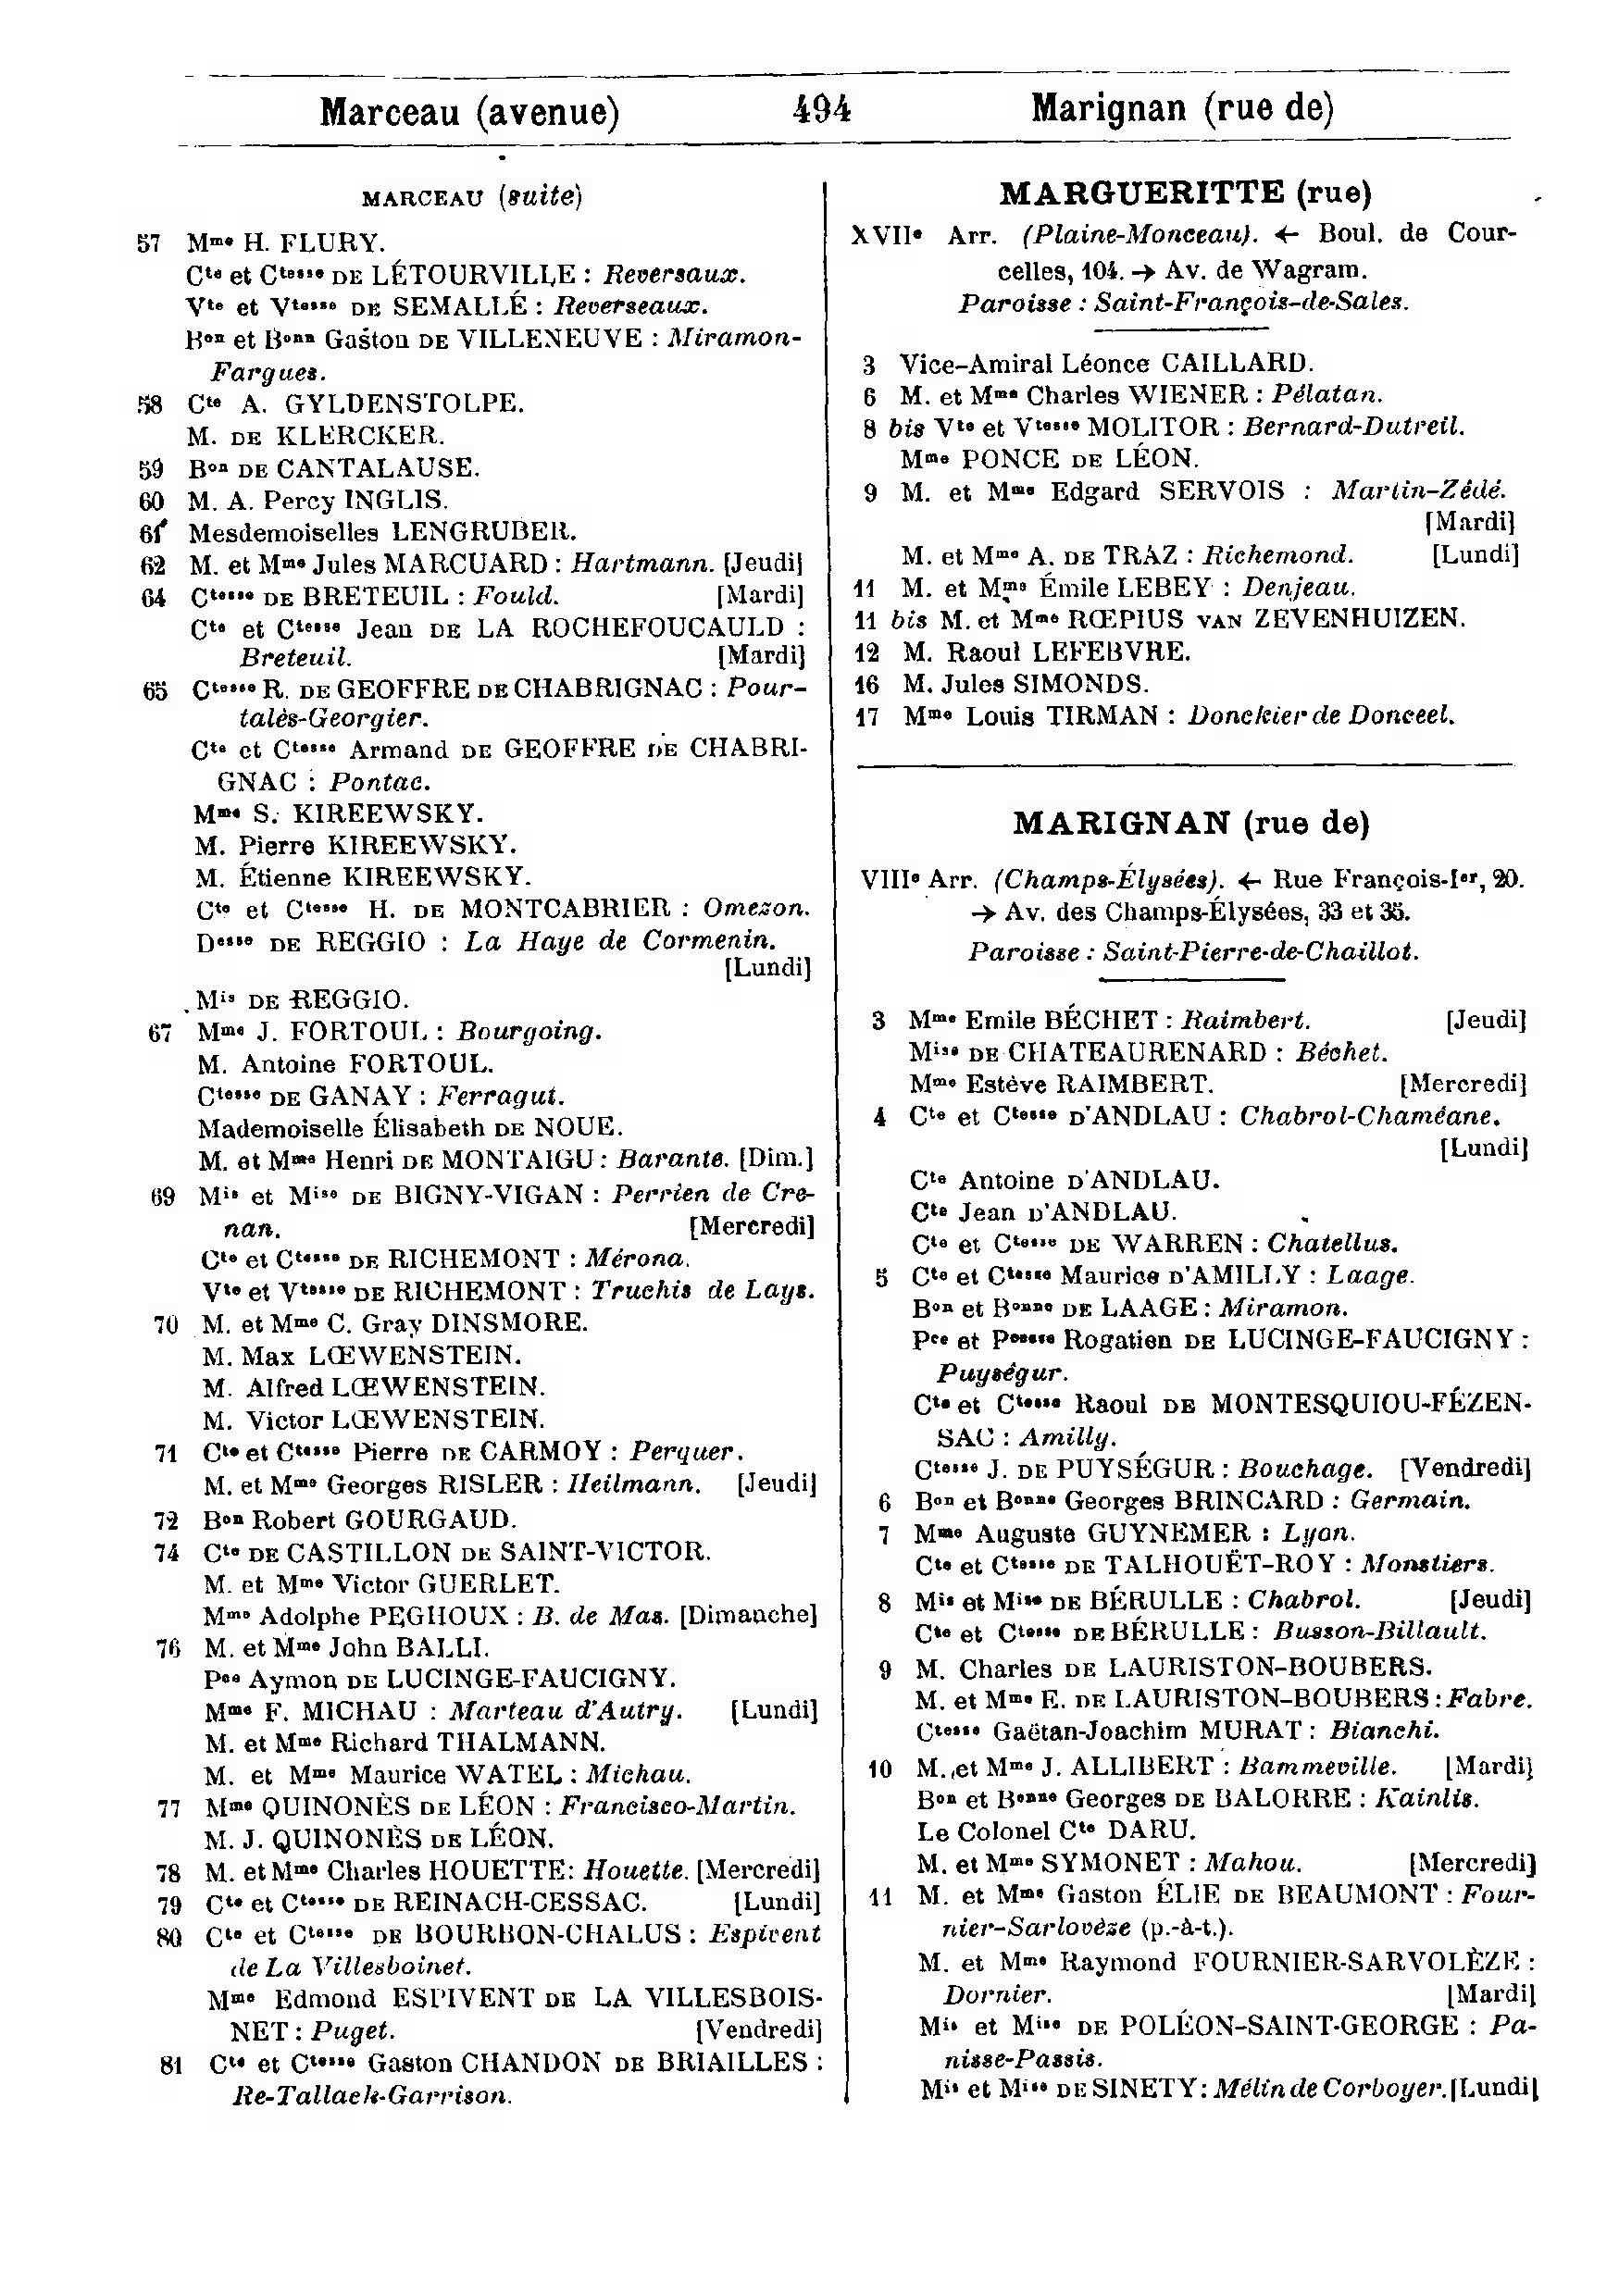 Marceau (avenue) 494 Marignan (rue de)
MARCEAU (suite)
57 Mme H. FLURY.
Cte et Ctesse DE LÉTOURVILLE : Reversaux.
Vte et Vtesse DE SEMALLÉ : Reverseaux.
Bon et Bonn Gaston DE VILLENEUVE : Miramon-
Fargues.
58 Cte A. GYLDENSTOLPE.
M. DE KLERCKER.
59 Bon DE CANTALAUSE.
60 M. A. Percy INGLIS.
61 Mesdemoiselles LENGRUBER.
62 M. et Mme Jules MARCUARD : Hartmann. [Jeudi]
64 Ctesse DE BRETEUIL : Fould. [Mardi]
Cte et Ctesse Jean DE LA ROCHEFOUCAULD :
Breteuil. [Mardi]
65 Ctesse R. DE GEOFFRE DE CHABRIGNAC : Pour-
talès-Georgier.
Cte et Ctesse Armand DE GEOFFRE DE CHABRI-
GNAC : Pontac.
Mme S. KIREEWSKY.
M. Pierre KIREEWSKY.
M. Étienne KIREEWSKY.
Cte et Ctesse H. DE MONTCABRIER : Omezon.
Desse DE REGGIO : La Haye de Cormenin.
[Lundi]
Mis DE REGGIO.
67 Mme J. FORTOUL : Bourgoing.
M. Antoine FORTOUL.
Ctesse DE GANAY : Ferragut.
Mademoiselle Élisabeth DE NOUE.
M. et Mme Henri DE MONTAIGU : Barante. [Dim.]
69 Mis et Mise DE BIGNY-VIGAN : Perrien de Cre-
nan. [Mercredi]
Cte et Ctesse DE RICHEMONT : Mérona.
Vte et Vtesse DE RICHEMONT : Truchis de Lays.
70 M. et Mme C. Gray DINSMORE.
M. Max LŒWENSTEIN.
M. Alfred LŒWENSTEIN.
M. Victor LŒWENSTEIN.
71 Cte et Ctesse Pierre DE CARMOY : Perquer.
M. et Mme Georges RISLER : Heilmann. [Jeudi]
72 Bon Robert GOURGAUD.
74 Cte DE CASTILLON DE SAINT-VICTOR.
M. et Mme Victor GUERLET.
Mme Adolphe PEGHOUX : B. de Mas. [Dimanche]
76 M. et Mme John BALLI.
Pce Aymon DE LUCINGE-FAUCIGNY.
Mme F. MICHAU : Marteau d'Autry. [Lundi]
M. et Mme Richard THALMANN.
M. et Mme Maurice WATEL : Michau.
77 Mme QUINONÈS DE LÉON : Francisco-Martin.
M. J. QUINONÈS DE LÉON.
78 M. et Mme Charles HOUETTE: Houette. [Mercredi]
79 Cte et Ctesse DE REINACH-CESSAC. [Lundi]
80 Cte et Ctesse DE BOURBON-CHALUS : Espivent
de La Villesboinet.
Mme Edmond ESPIVENT DE LA VILLESBOIS-
NET : Puget. [Vendredi]
81 Cte et Ctesse Gaston CHANDON DE BRIAILLES :
Re-Tallack-Garrison.
MARGUERITTE (rue)
XVIIe Arr. (Plaine-Monceau). ← Boul. de Cour-
celles, 104. → Av. de Wagram.
Paroisse : Saint-François-de-Sales.
3 Vice-Amiral Léonce CAILLARD.
6 M. et Mme Charles WIENER : Pélatan.
8 bis Vte et Vtesse MOLITOR : Bernard-Dutreil.
Mme PONCE DE LÉON.
9 M. et Mme Edgard SERVOIS : Martin-Zédé.
[Mardi]
M. et Mme A. DE TRAZ : Richemond. [Lundi]
11 M. et Mme Émile LEBEY : Denjeau.
11 bis M. et Mme RŒPIUS VAN ZEVENHUIZEN.
12 M. Raoul LEFEBVRE.
16 M. Jules SIMONDS.
17 Mme Louis TIRMAN : Donckier de Donceel.
MARIGNAN (rue de)
VIIIe Arr. (Champs-Élysées). ← Rue François-Ier, 20.
→ Av. des Champs-Élysées, 33 et 35.
Paroisse : Saint-Pierre-de-Chaillot.
3 Mme Emile BÉCHET : Raimbert. [Jeudi]
Mise DE CHATEAURENARD : Béchet.
Mme Estève RAIMBERT. [Mercredi]
4 Cte et Ctesse D'ANDLAU : Chabrol-Chaméane.
[Lundi]
Cte Antoine D'ANDLAU.
Cte Jean D'ANDLAU.
Cte et Ctesse DE WARREN : Chatellus.
5 Cte et Ctesse Maurice D'AMILLY : Laage.
Bon et Bonne DE LAAGE : Miramon.
Pce et Pcesse Rogatien DE LUCINGE-FAUCIGNY :
Puységur.
Cte et Ctesse Raoul DE MONTESQUIOU-FÉZEN-
SAC : Amilly.
Ctesse J. DE PUYSÉGUR : Bouchage. [Vendredi]
6 Bon et Bonne Georges BRINCARD : Germain.
7 Mme Auguste GUYNEMER : Lyon.
Cte et Ctesse DE TALHOUËT-ROY : Monstiers.
8 Mis et Mise DE BÉRULLE : Chabrol. [Jeudi]
Cte et Ctesse DE BÉRULLE : Busson-Billault.
9 M. Charles DE LAURISTON-BOUBERS.
M. et Mme E. DE LAURISTON-BOUBERS : Fabre.
Ctesse Gaëtan-Joachim MURAT : Bianchi.
10 M. et Mme J. ALLIBERT : Bammeville. [Mardi]
Bon et Bonne Georges DE BALORRE : Kainlis.
Le Colonel Cte DARU.
M. et Mme SYMONET : Mahou. [Mercredi]
11 M. et Mme Gaston ÉLIE DE BEAUMONT : Four-
nier-Sarlovèze (p.-à-t.).
M. et Mme Raymond FOURNIER-SARVOLÈZE :
Dornier. [Mardi]
Mis et Mise DE POLÉON-SAINT-GEORGE : Pa-
nisse-Passis.
Mis et Mise DE SINETY : Mélin de Corboyer. [Lundi]